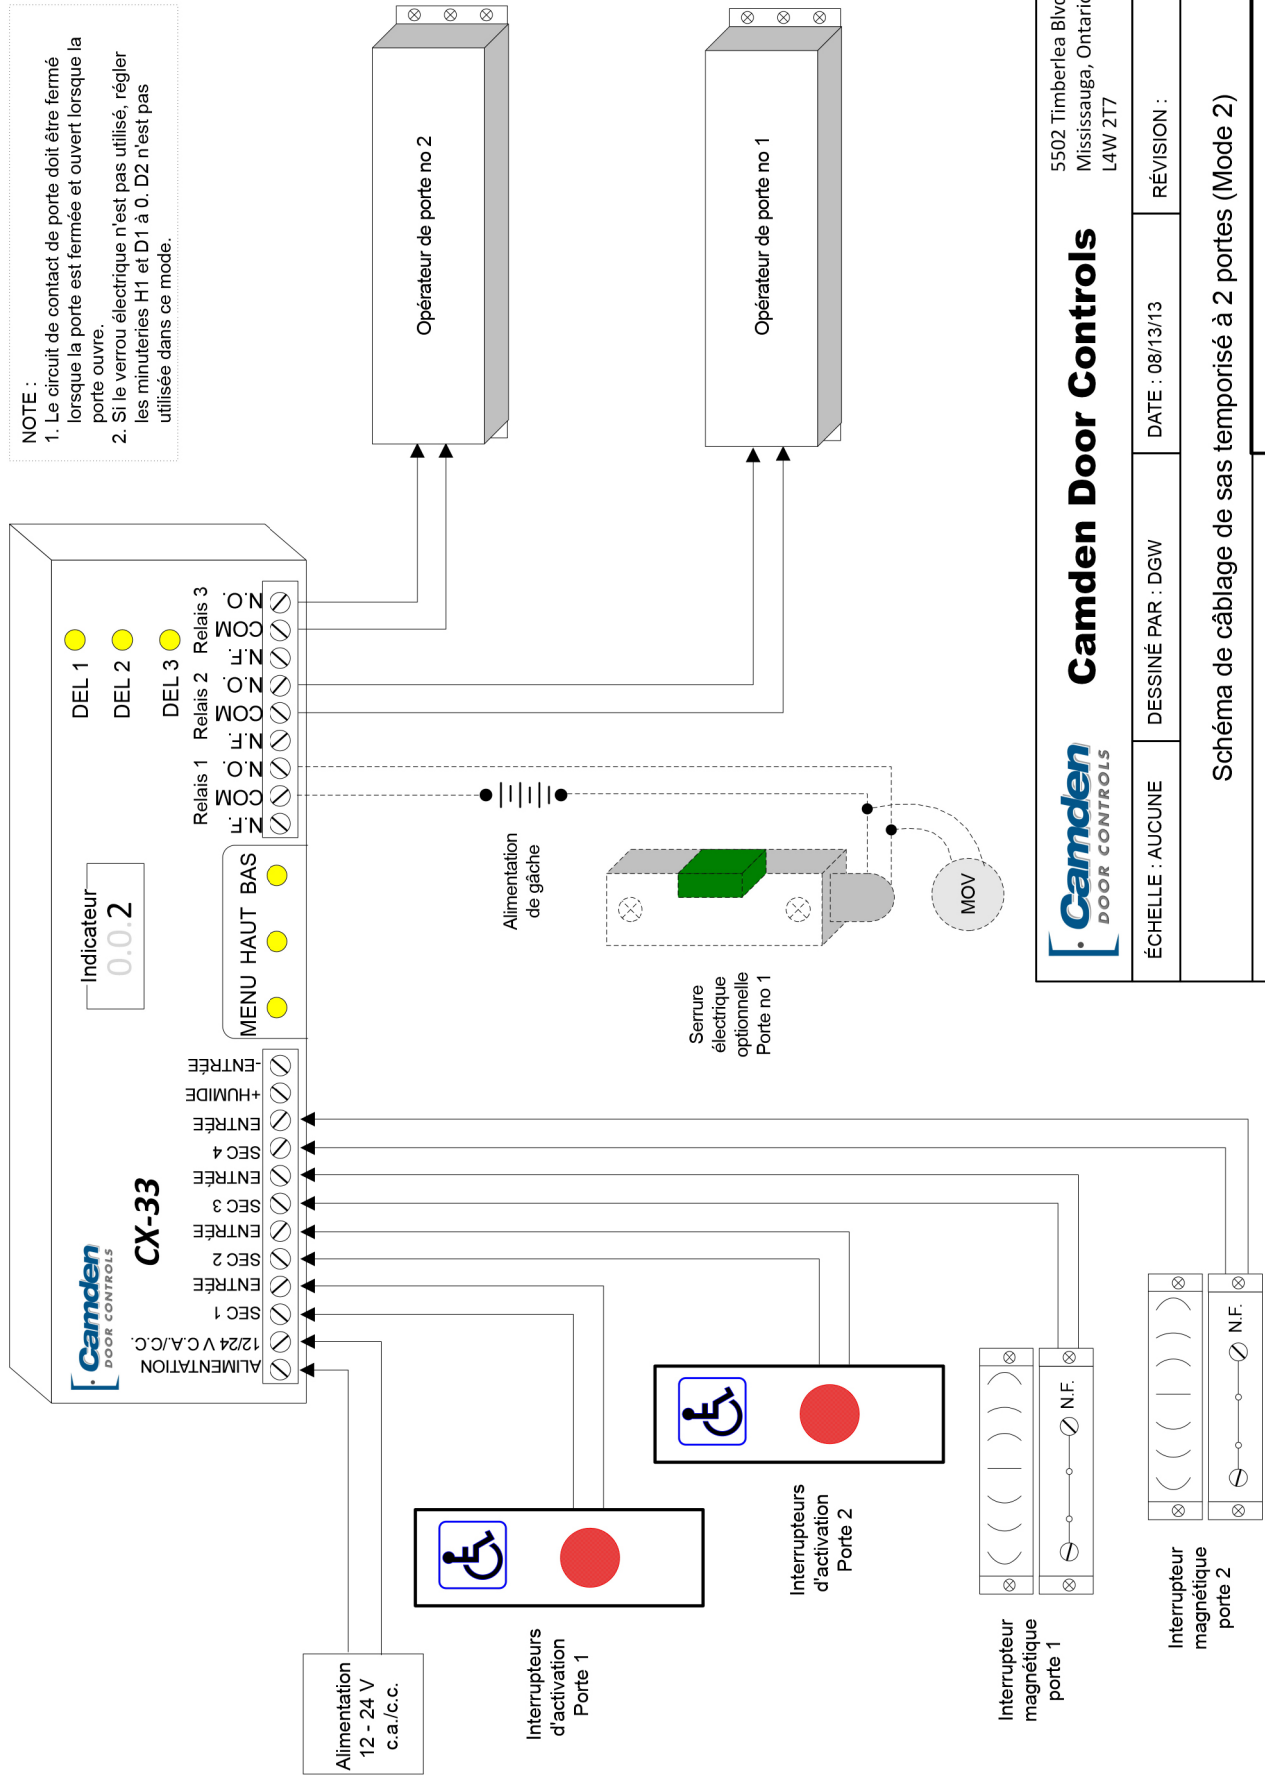 NOTE :
1. Le circuit de contact de porte doit être fermé
lorsque la porte est fermée et ouvert lorsque la
porte ouvre.
2. Si le verrou électrique n'est pas utilisé, régler
les minuteries H1 et D1 à 0. D2 n'est pas
utilisée dans ce mode.
Camden
DOOR CONTROLS
CX-33
Indicateur
0.0.2
DEL 1
DEL 2
DEL 3
MENU HAUT BAS
Relais 1
Relais 2
Relais 3
ALIMENTATION
12/24 V C.A./C.C.
SEC 1
ENTRÉE
SEC 2
ENTRÉE
SEC 3
ENTRÉE
SEC 4
ENTRÉE
+HUMIDE
-ENTRÉE
N.F.
COM
N.O.
N.F.
COM
N.O.
N.F.
COM
N.O.
Alimentation
12 - 24 V
c.a./c.c.
Interrupteurs
d'activation
Porte 1
Interrupteurs
d'activation
Porte 2
Interrupteur
magnétique
porte 1
N.F.
Interrupteur
magnétique
porte 2
N.F.
Alimentation
de gâche
Serrure
électrique
optionnelle
Porte no 1
MOV
Opérateur de porte no 2
Opérateur de porte no 1
Camden
DOOR CONTROLS
Camden Door Controls
5502 Timberlea Blvd
Mississauga, Ontario
L4W 2T7
ÉCHELLE : AUCUNE
DESSINÉ PAR : DGW
DATE : 08/13/13
RÉVISION :
Schéma de câblage de sas temporisé à 2 portes (Mode 2)